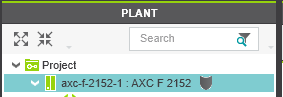 PLANT
Search
Project
axc-f-2152-1 : AXC F 2152